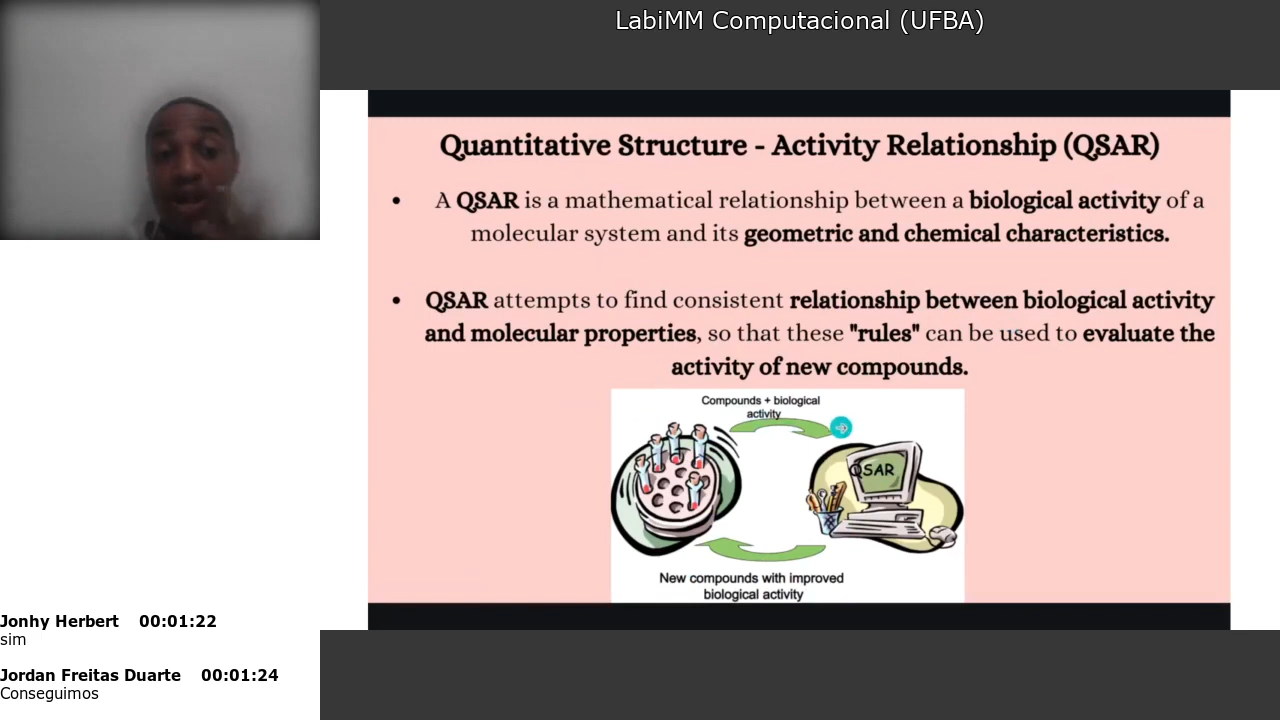 LabiMM Computacional (UFBA)
Quantitative Structure - Activity Relationship (QSAR)
• A QSAR is a mathematical relationship between a biological activity of a
molecular system and its geometric and chemical characteristics.
• QSAR attempts to find consistent relationship between biological activity
and molecular properties, so that these "rules" can be used to evaluate the
activity of new compounds.
Compounds + biological
activity
QSAR
New compounds with improved
biological activity
Jonhy Herbert 00:01:22
sim
Jordan Freitas Duarte 00:01:24
Conseguimos